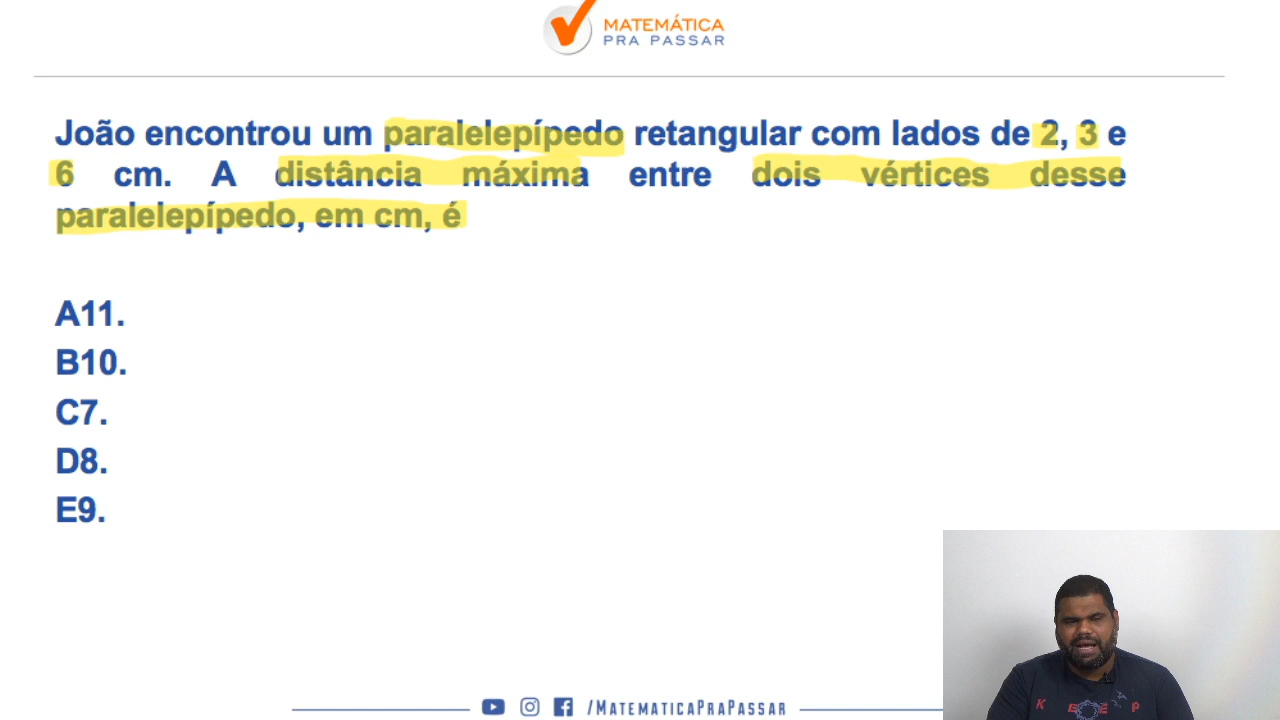 MATEMÁTICA
PRA PASSAR
João encontrou um paralelepípedo retangular com lados de 2, 3 e
6 cm. A distância máxima entre dois vértices desse
paralelepípedo, em cm, é
A11.
B10.
C7.
D8.
E9.
/MATEMATICAPRAPASSAR